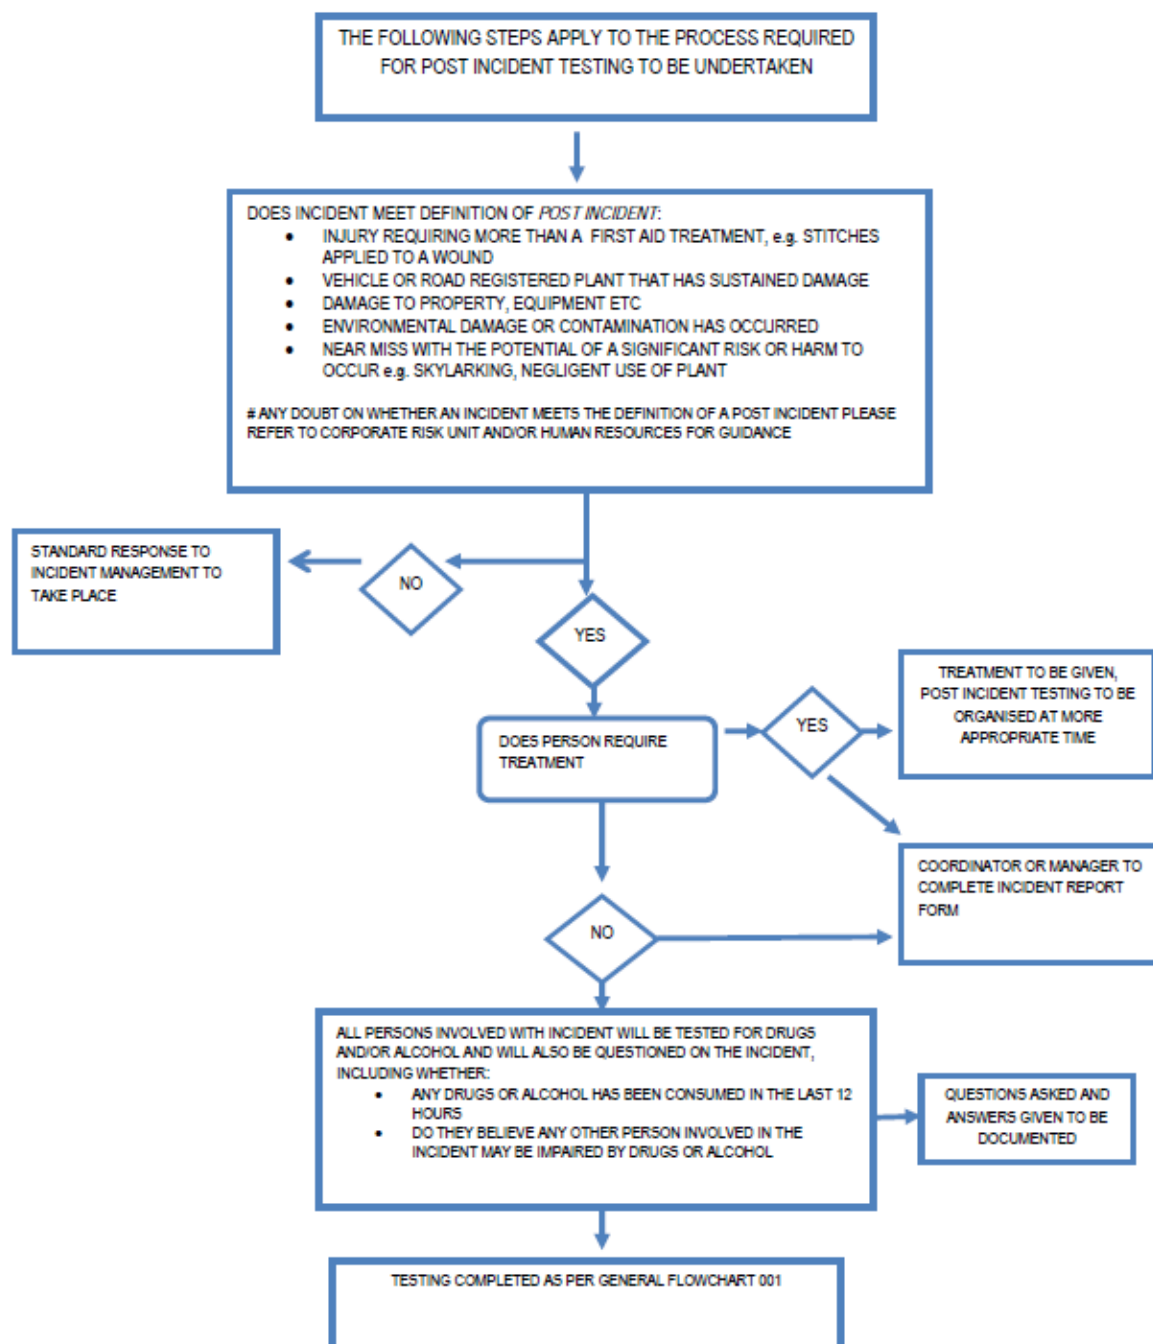 THE FOLLOWING STEPS APPLY TO THE PROCESS REQUIRED
FOR POST INCIDENT TESTING TO BE UNDERTAKEN
DOES INCIDENT MEET DEFINITION OF POST INCIDENT:
• INJURY REQUIRING MORE THAN A FIRST AID TREATMENT, e.g. STITCHES
APPLIED TO A WOUND
• VEHICLE OR ROAD REGISTERED PLANT THAT HAS SUSTAINED DAMAGE
• DAMAGE TO PROPERTY, EQUIPMENT ETC
• ENVIRONMENTAL DAMAGE OR CONTAMINATION HAS OCCURRED
• NEAR MISS WITH THE POTENTIAL OF A SIGNIFICANT RISK OR HARM TO
OCCUR e.g. SKYLARKING, NEGLIGENT USE OF PLANT
# ANY DOUBT ON WHETHER AN INCIDENT MEETS THE DEFINITION OF A POST INCIDENT PLEASE
REFER TO CORPORATE RISK UNIT AND/OR HUMAN RESOURCES FOR GUIDANCE
STANDARD RESPONSE TO
INCIDENT MANAGEMENT TO
TAKE PLACE
NO
YES
DOES PERSON REQUIRE
TREATMENT
YES
TREATMENT TO BE GIVEN,
POST INCIDENT TESTING TO BE
ORGANISED AT MORE
APPROPRIATE TIME
COORDINATOR OR MANAGER TO
COMPLETE INCIDENT REPORT
FORM
NO
ALL PERSONS INVOLVED WITH INCIDENT WILL BE TESTED FOR DRUGS
AND/OR ALCOHOL AND WILL ALSO BE QUESTIONED ON THE INCIDENT,
INCLUDING WHETHER:
• ANY DRUGS OR ALCOHOL HAS BEEN CONSUMED IN THE LAST 12
HOURS
• DO THEY BELIEVE ANY OTHER PERSON INVOLVED IN THE
INCIDENT MAY BE IMPAIRED BY DRUGS OR ALCOHOL
QUESTIONS ASKED AND
ANSWERS GIVEN TO BE
DOCUMENTED
TESTING COMPLETED AS PER GENERAL FLOWCHART 001